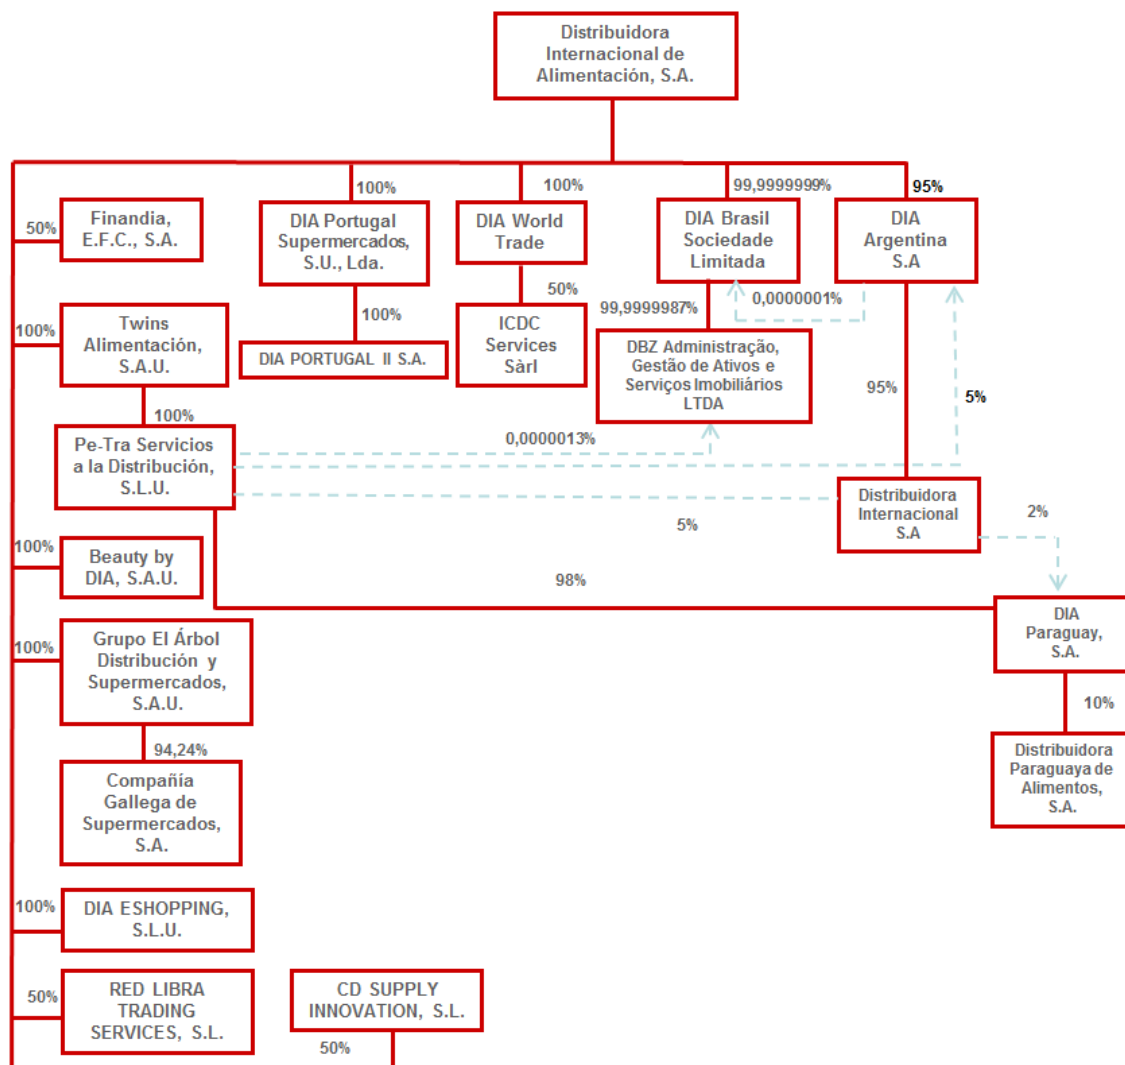 Distribuidora
Internacional de
Alimentación, S.A.
100%
100%
99,9999999%
95%
50%
Finandia,
E.F.C., S.A.
DIA Portugal
Supermercados,
S.U., Lda.
DIA World
Trade
DIA Brasil
Sociedade
Limitada
DIA
Argentina
S.A
50%
99,9999987%
0,0000001%
100%
Twins
Alimentación,
S.A.U.
100%
DIA PORTUGAL II S.A.
ICDC
Services
Sàrl
DBZ Administração,
Gestão de Ativos e
Serviços Imobiliários
LTDA
95%
5%
100%
Pe-Tra Servicios
a la Distribución,
S.L.U.
0,0000013%
5%
Distribuidora
Internacional
S.A
2%
100%
Beauty by
DIA, S.A.U.
98%
DIA
Paraguay,
S.A.
100%
Grupo El Árbol
Distribución y
Supermercados,
S.A.U.
10%
94,24%
Distribuidora
Paraguaya de
Alimentos,
S.A.
Compañía
Gallega de
Supermercados,
S.A.
100%
DIA ESHOPPING,
S.L.U.
50%
RED LIBRA
TRADING
SERVICES, S.L.
CD SUPPLY
INNOVATION, S.L.
50%